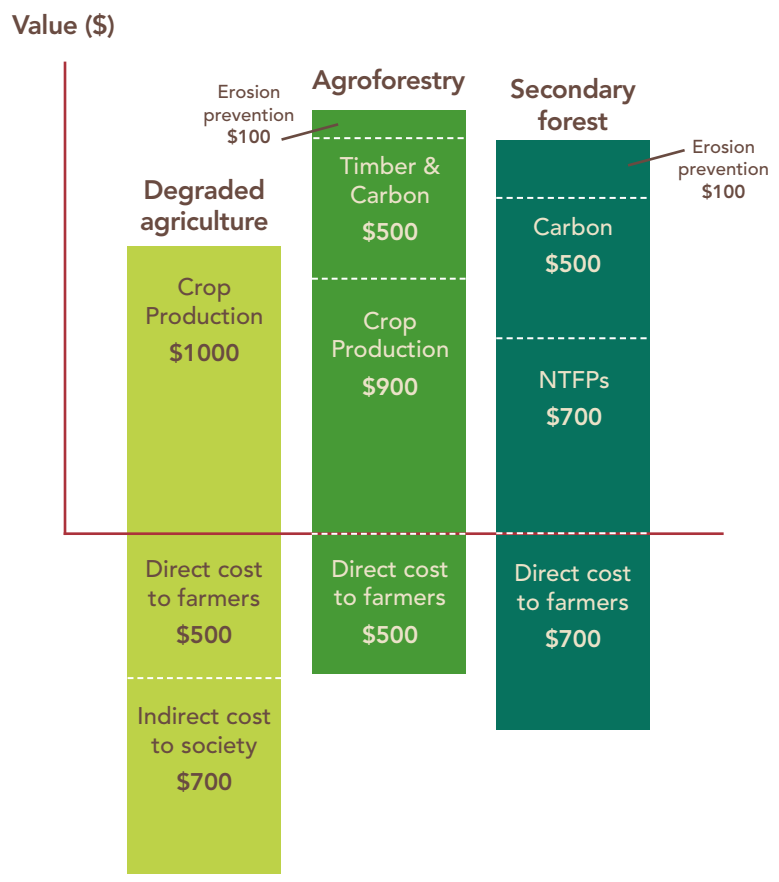 Value ($)
Degraded
agriculture
Crop
Production
$1000
Direct cost
to farmers
$500
Indirect cost
to society
$700
Agroforestry
Erosion
prevention
$100
Timber &
Carbon
$500
Crop
Production
$900
Direct cost
to farmers
$500
Secondary
forest
Erosion
prevention
$100
Carbon
$500
NTFPs
$700
Direct cost
to farmers
$700